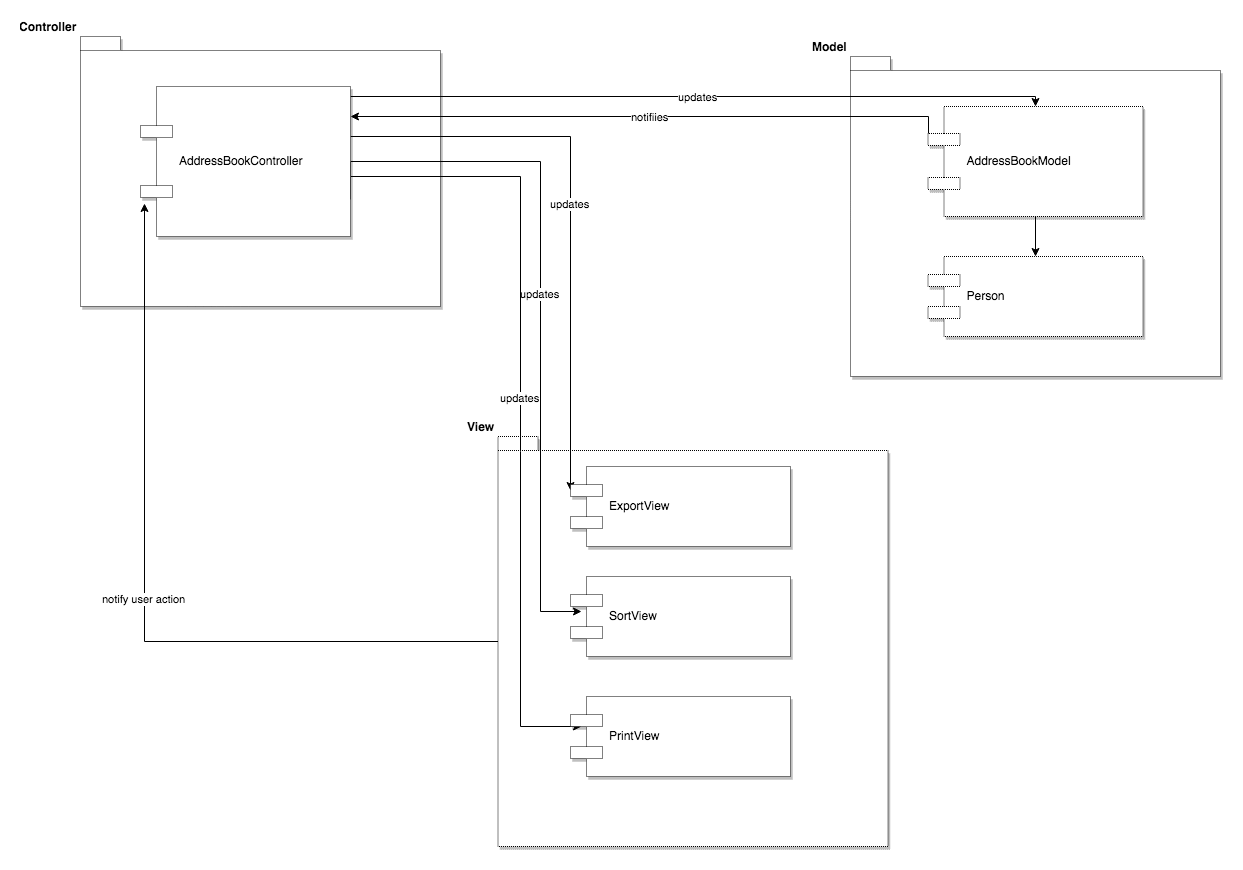 Controller
Model
updates
notifiies
AddressBookController
AddressBookModel
updates
updates
Person
updates
View
ExportView
notify user action
SortView
PrintView